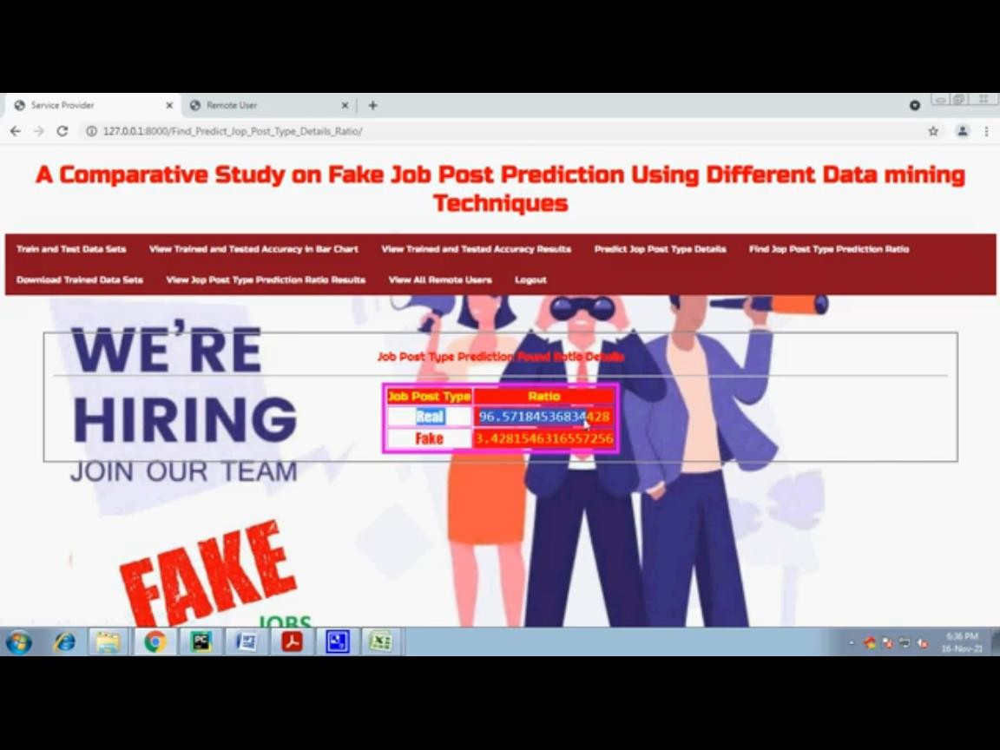 Service Provider
Remote User
127.0.0.1:8000/Find_Predict_Jop_Post_Type_Details_Ratio/
A Comparative Study on Fake Job Post Prediction Using Different Data mining
Techniques
Train and Test Data Sets View Trained and Tested Accuracy in Bar Chart View Trained and Tested Accuracy Results Predict Jop Post Type Details Find Jop Post Type Prediction Ratio
Download Trained Data Sets View Jop Post Type Prediction Ratio Results View All Remote Users Logout
WE'RE
HIRING
JOIN OUR TEAM
Job Post Type Prediction Found Ratio Details
Job Post Type Ratio
Real 96.57184536834428
Fake 3.4281546316557256
FAKE
JOBS
6:36 PM
16-Nov-21